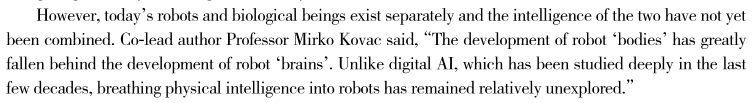 However, today's robots and biological beings exist separately and the intelligence of the two have not yet
been combined. Co-lead author Professor Mirko Kovac said, “The development of robot ‘bodies’ has greatly
fallen behind the development of robot ‘brains’. Unlike digital AI, which has been studied deeply in the last
few decades, breathing physical intelligence into robots has remained relatively unexplored.”